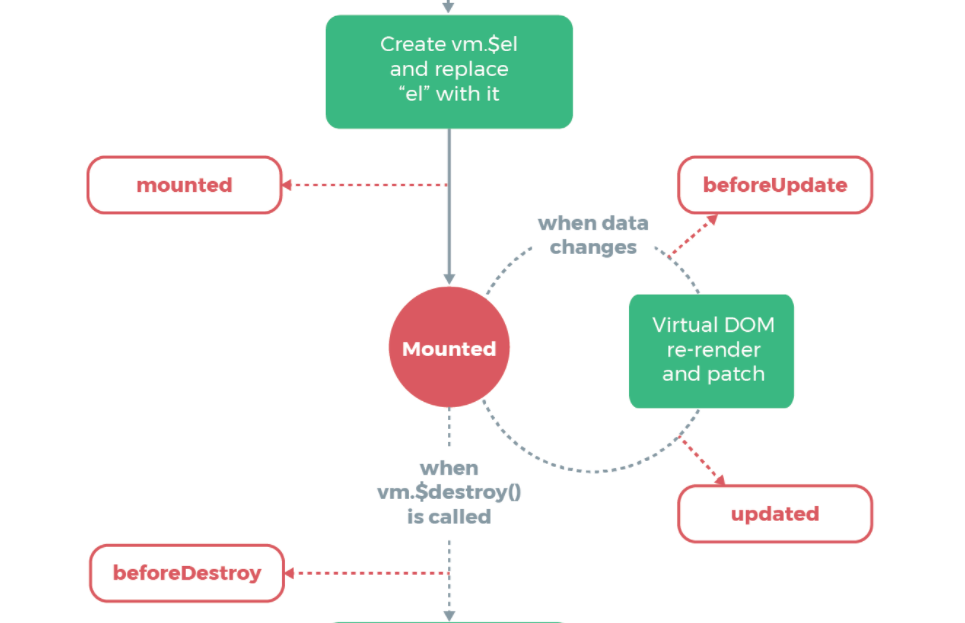 Create vm.$el
and replace
“el” with it
mounted
beforeUpdate
when data
changes
Mounted
Virtual DOM
re-render
and patch
when
vm.$destroy()
is called
updated
beforeDestroy